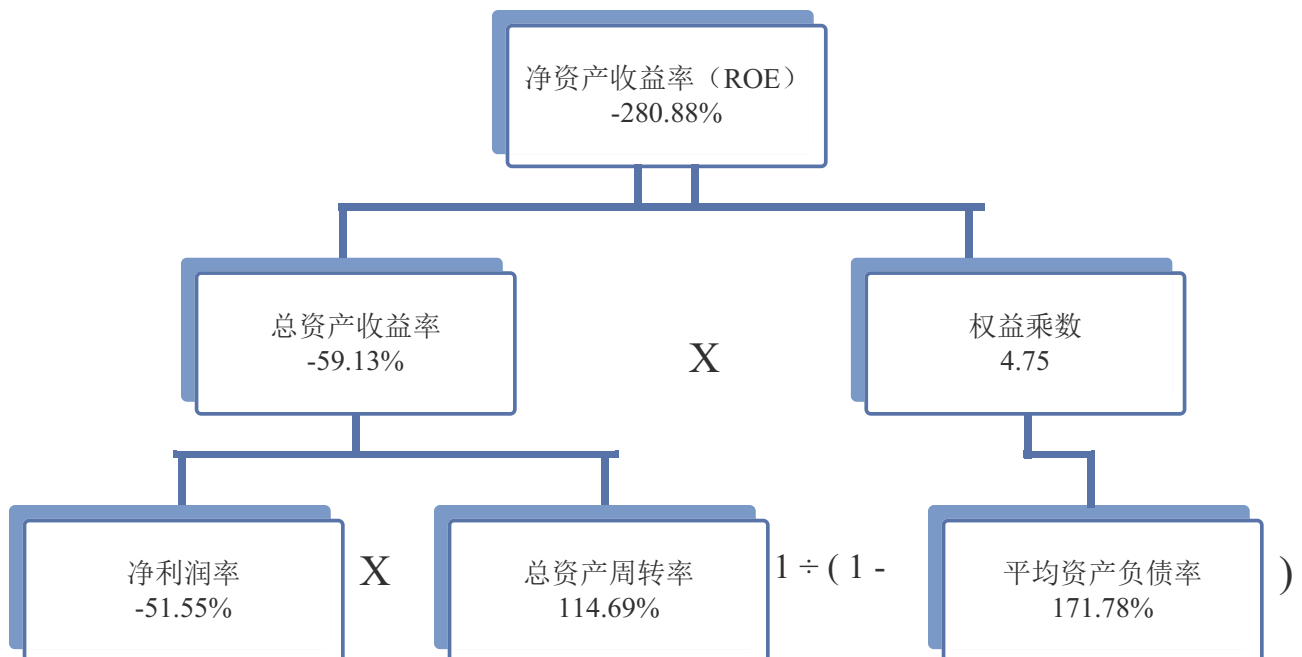 净资产收益率（ROE）
-280.88%
总资产收益率
-59.13%
X
权益乘数
4.75
净利润率
-51.55%
X
总资产周转率
114.69%
1 ÷ ( 1 -
平均资产负债率
171.78%
)